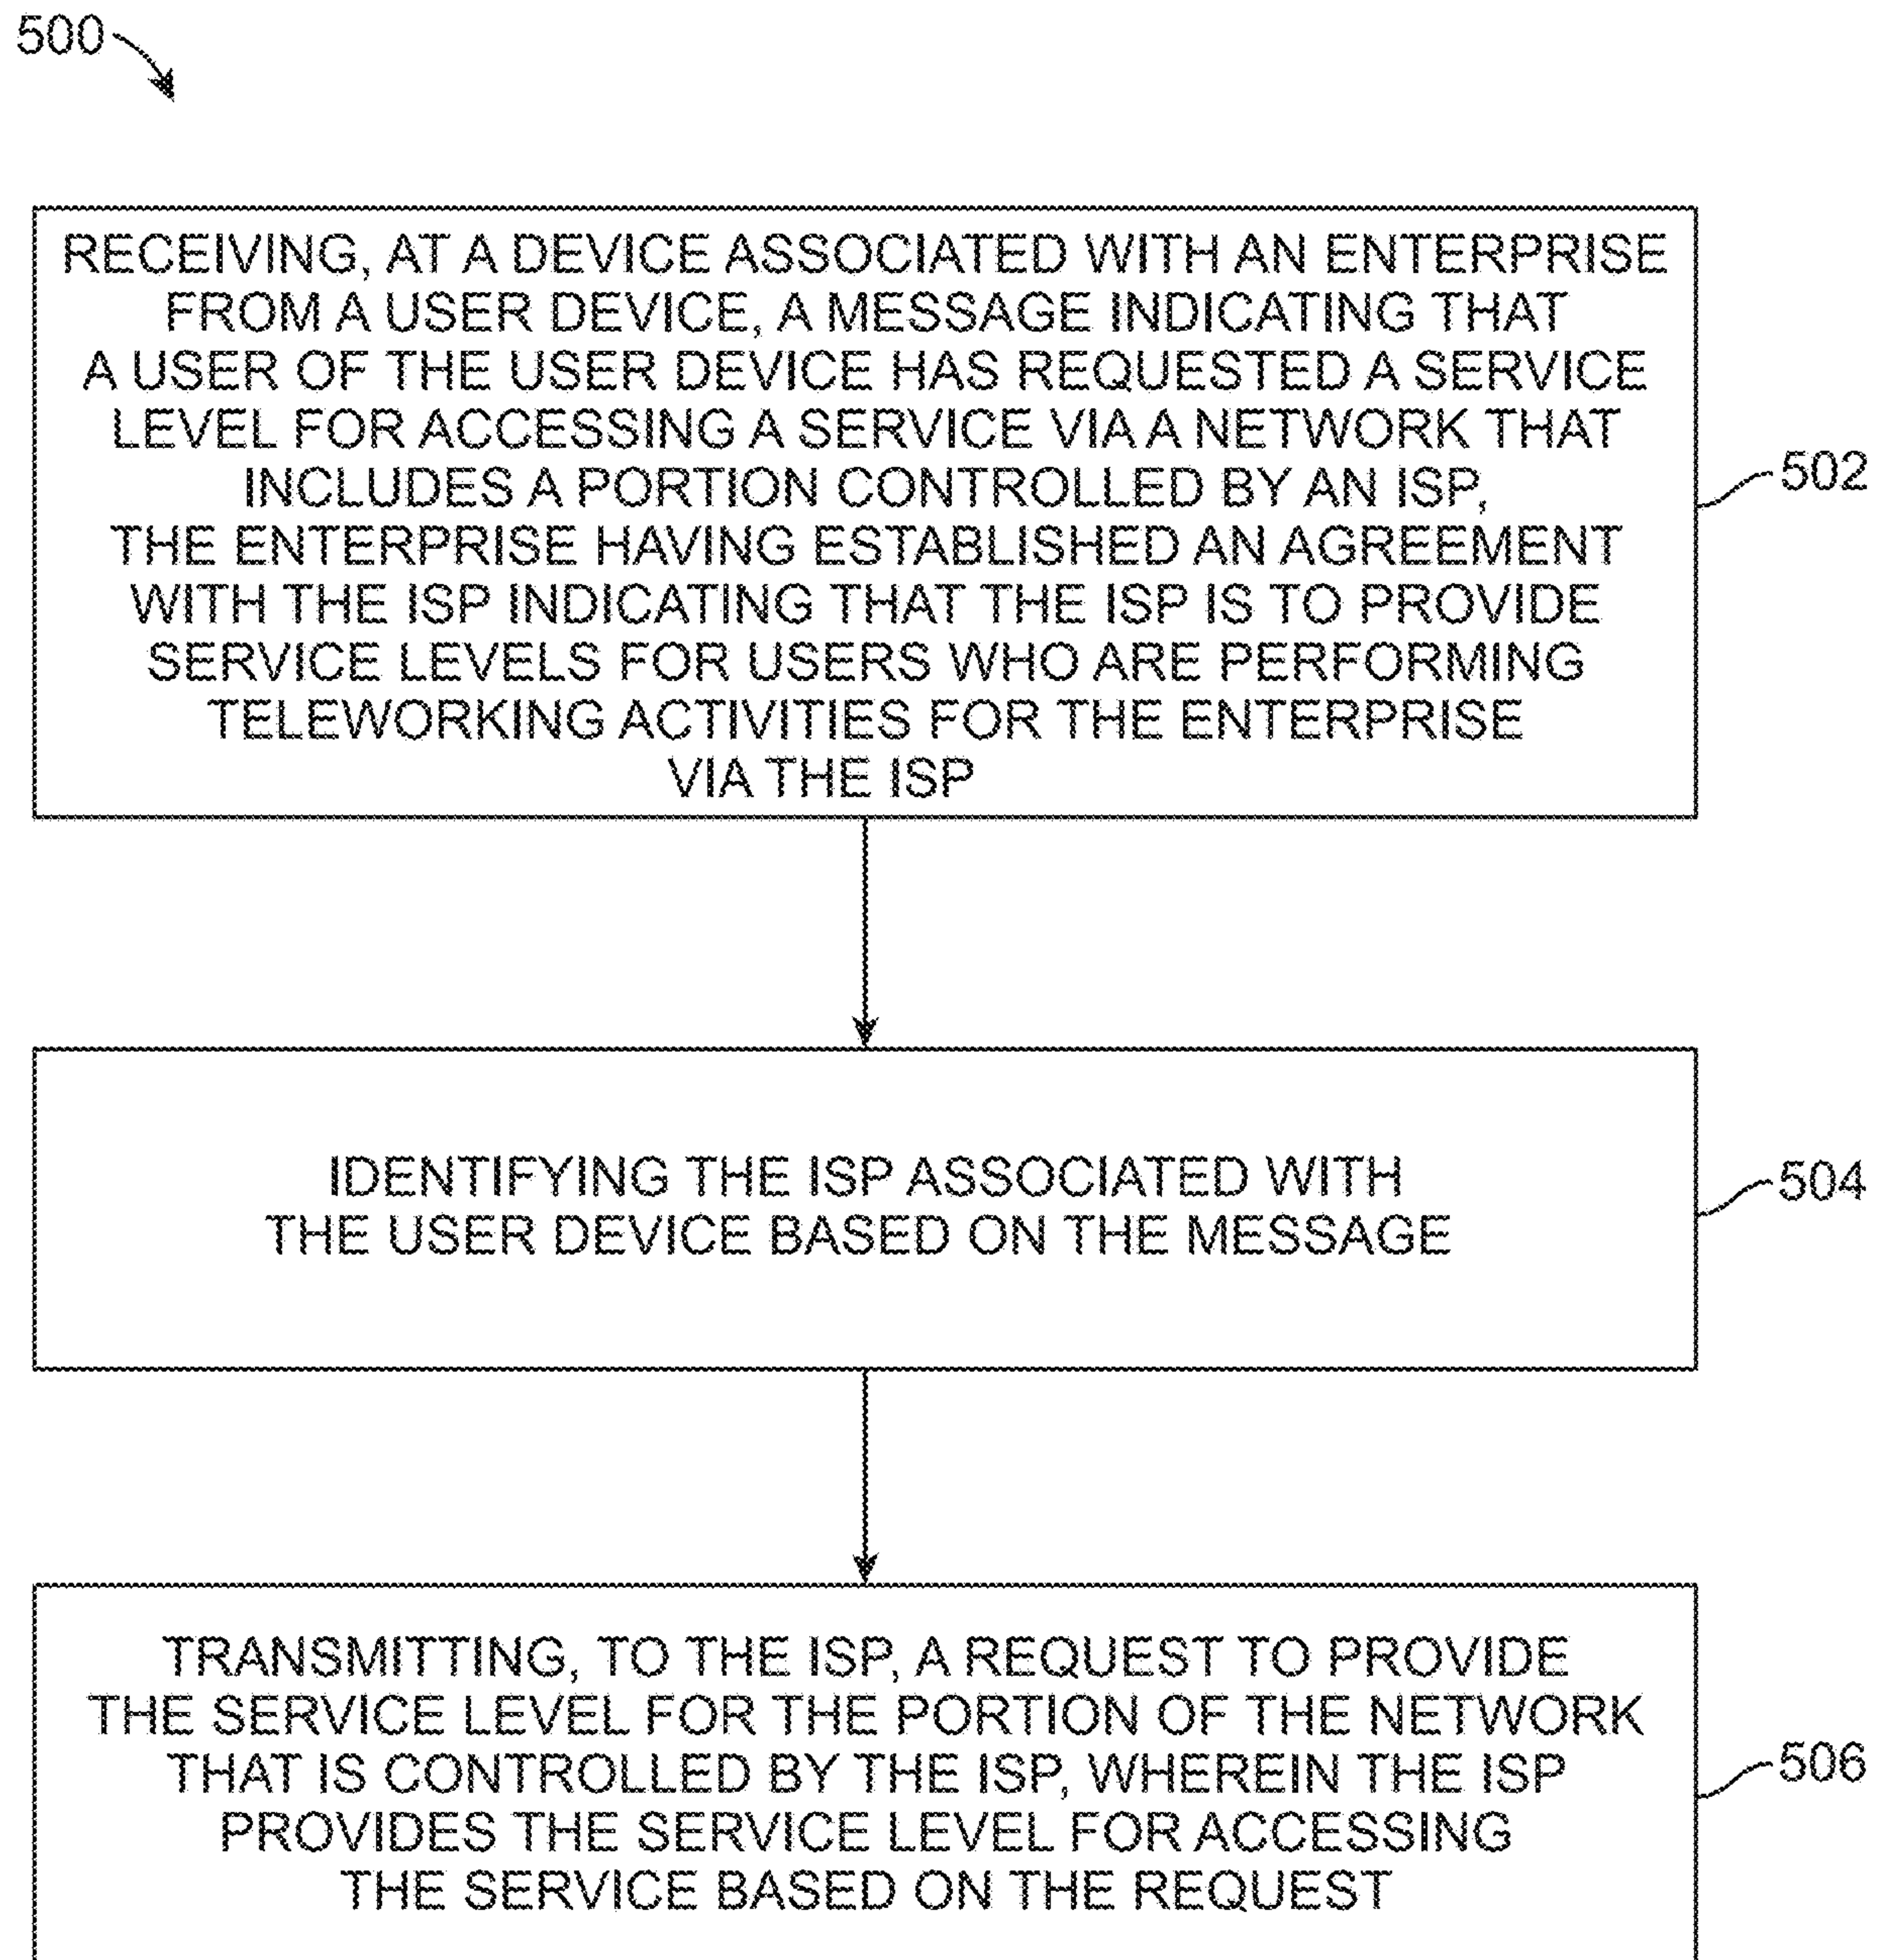 500
RECEIVING, AT A DEVICE ASSOCIATED WITH AN ENTERPRISE
FROM A USER DEVICE, A MESSAGE INDICATING THAT
A USER OF THE USER DEVICE HAS REQUESTED A SERVICE
LEVEL FOR ACCESSING A SERVICE VIA A NETWORK THAT
INCLUDES A PORTION CONTROLLED BY AN ISP,
THE ENTERPRISE HAVING ESTABLISHED AN AGREEMENT
WITH THE ISP INDICATING THAT THE ISP IS TO PROVIDE
SERVICE LEVELS FOR USERS WHO ARE PERFORMING
TELEWORKING ACTIVITIES FOR THE ENTERPRISE
VIA THE ISP
502
IDENTIFYING THE ISP ASSOCIATED WITH
THE USER DEVICE BASED ON THE MESSAGE
504
TRANSMITTING, TO THE ISP, A REQUEST TO PROVIDE
THE SERVICE LEVEL FOR THE PORTION OF THE NETWORK
THAT IS CONTROLLED BY THE ISP, WHEREIN THE ISP
PROVIDES THE SERVICE LEVEL FOR ACCESSING
THE SERVICE BASED ON THE REQUEST
506